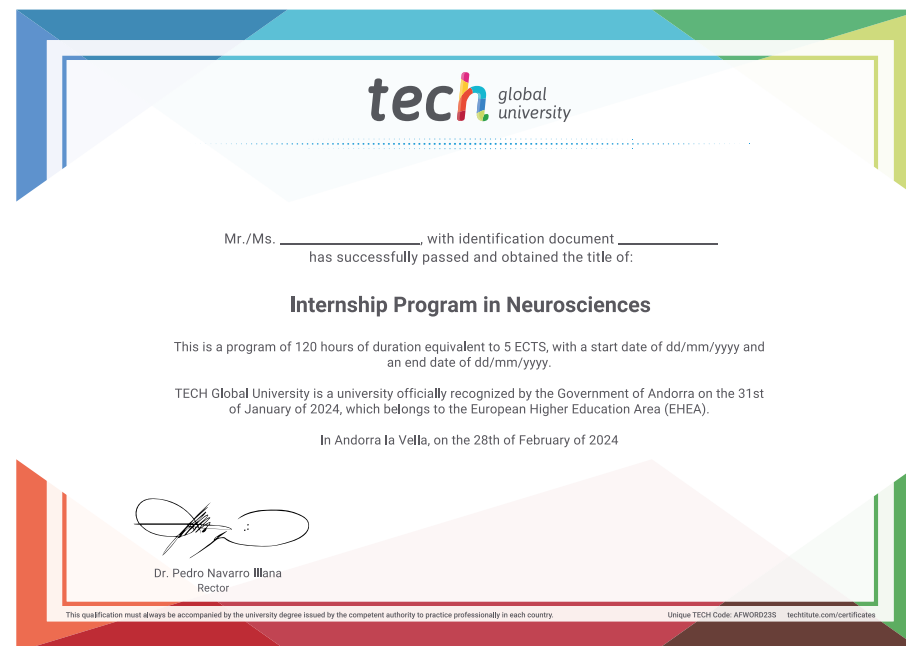 tech global university
Mr./Ms. ____________________, with identification document ______________
has successfully passed and obtained the title of:
Internship Program in Neurosciences
This is a program of 120 hours of duration equivalent to 5 ECTS, with a start date of dd/mm/yyyy and
an end date of dd/mm/yyyy.
TECH Global University is a university officially recognized by the Government of Andorra on the 31st
of January of 2024, which belongs to the European Higher Education Area (EHEA).
In Andorra la Vella, on the 28th of February of 2024
Dr. Pedro Navarro Illana
Rector
This qualification must always be accompanied by the university degree issued by the competent authority to practice professionally in each country.
Unique TECH Code: AFWORD23S techtitute.com/certificates